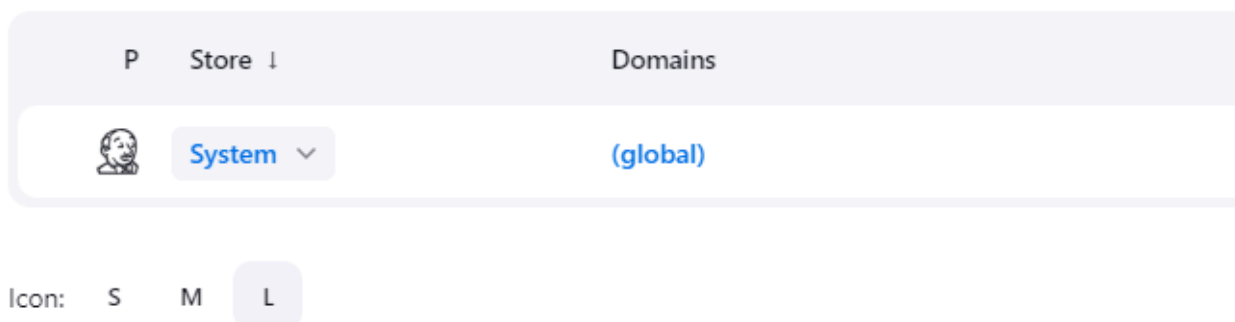 P Store ↓ Domains
System (global)
Icon: S M L